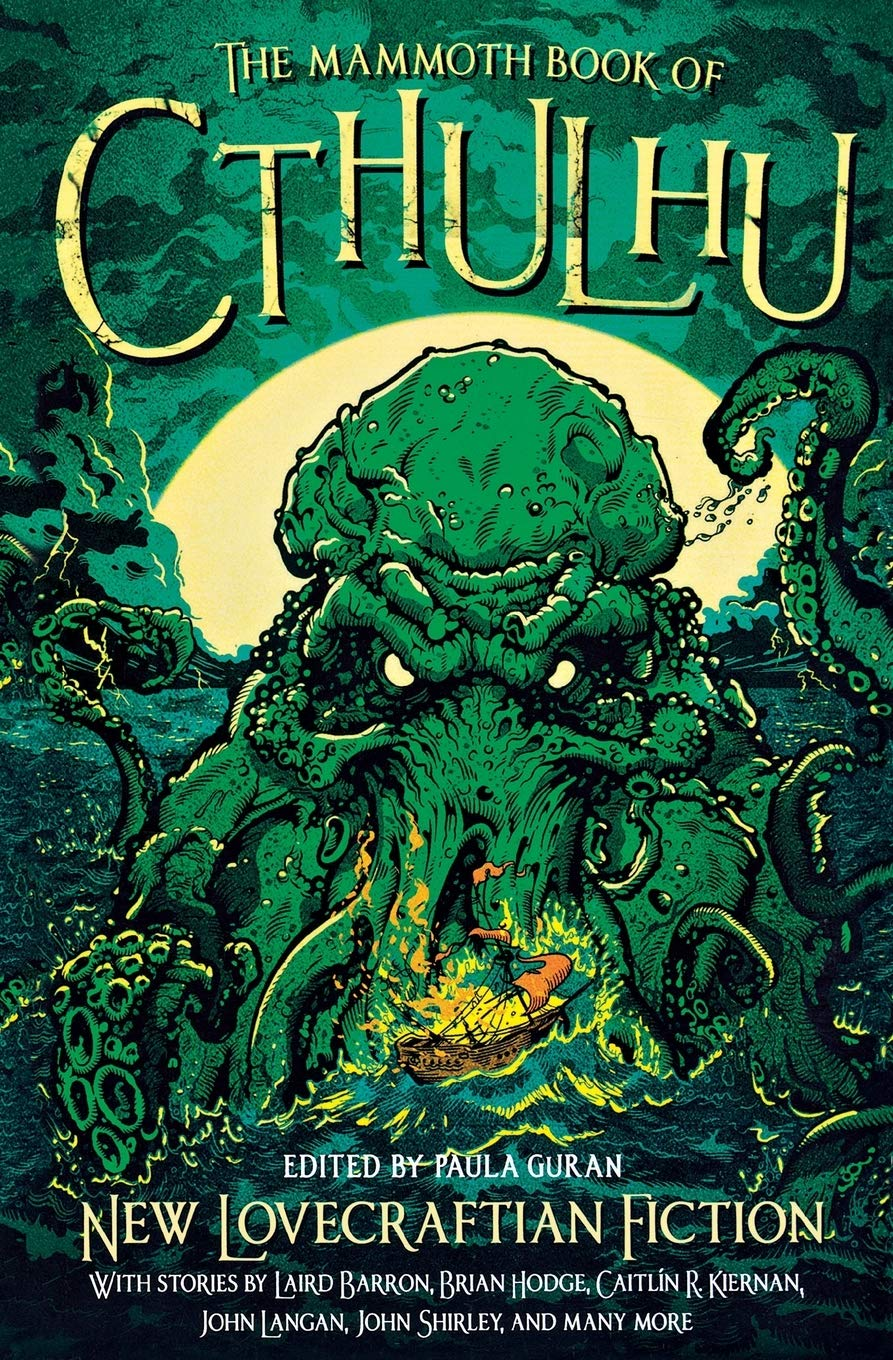 THE MAMMOTH BOOK OF
CTHULHU
EDITED BY PAULA GURAN
NEW LOVECRAFTIAN FICTION
WITH STORIES BY LAIRD BARRON, BRIAN HODGE, CAITLÍN R. KIERNAN,
JOHN LANGAN, JOHN SHIRLEY, AND MANY MORE